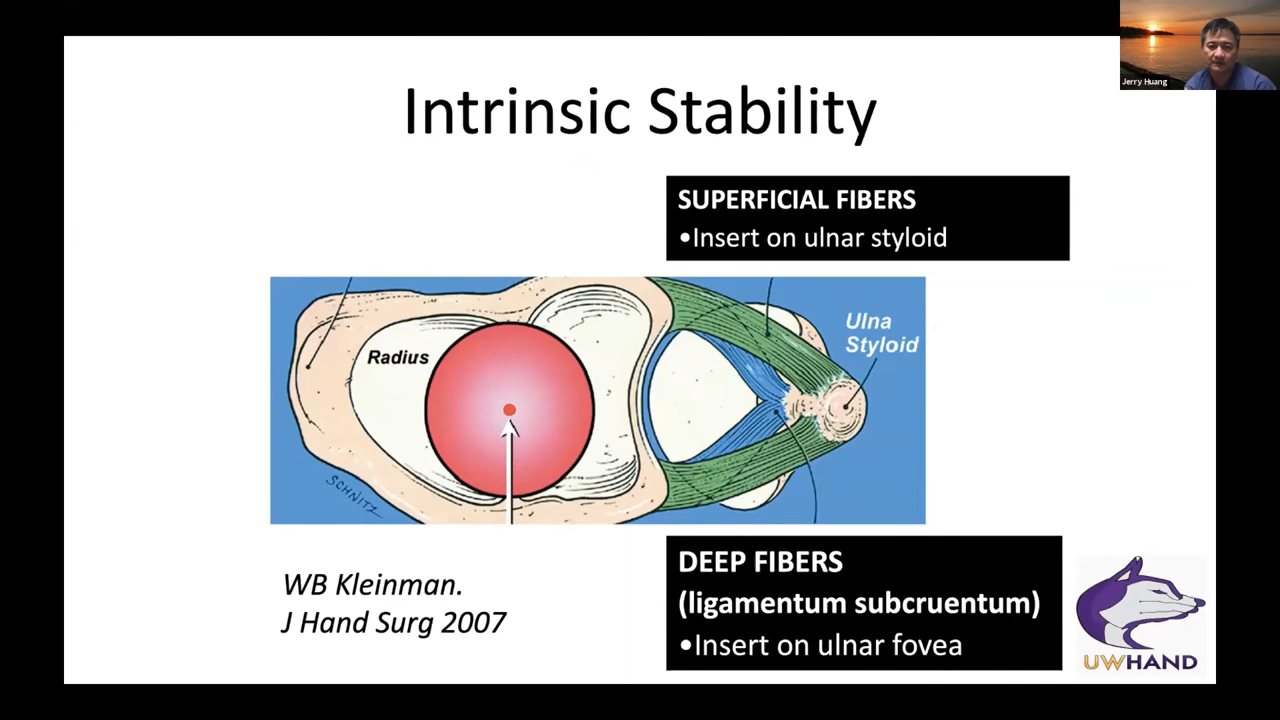 Jerry Huang
Intrinsic Stability
SUPERFICIAL FIBERS
•Insert on ulnar styloid
Radius
Ulna
Styloid
SCHNITZ
WB Kleinman.
J Hand Surg 2007
DEEP FIBERS
(ligamentum subcruentum)
•Insert on ulnar fovea
UWHAND